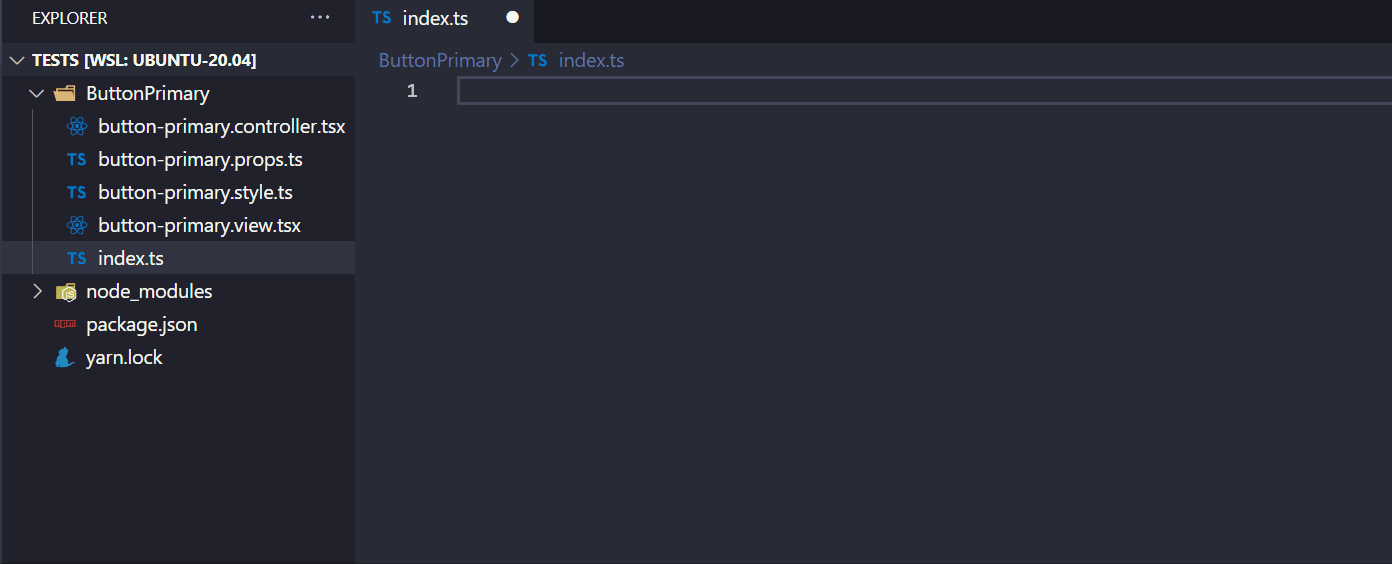 EXPLORER
···
TS index.ts
TESTS [WSL: UBUNTU-20.04]
ButtonPrimary > TS index.ts
ButtonPrimary
1
button-primary.controller.tsx
TS button-primary.props.ts
TS button-primary.style.ts
button-primary.view.tsx
TS index.ts
JS node_modules
npm package.json
yarn.lock